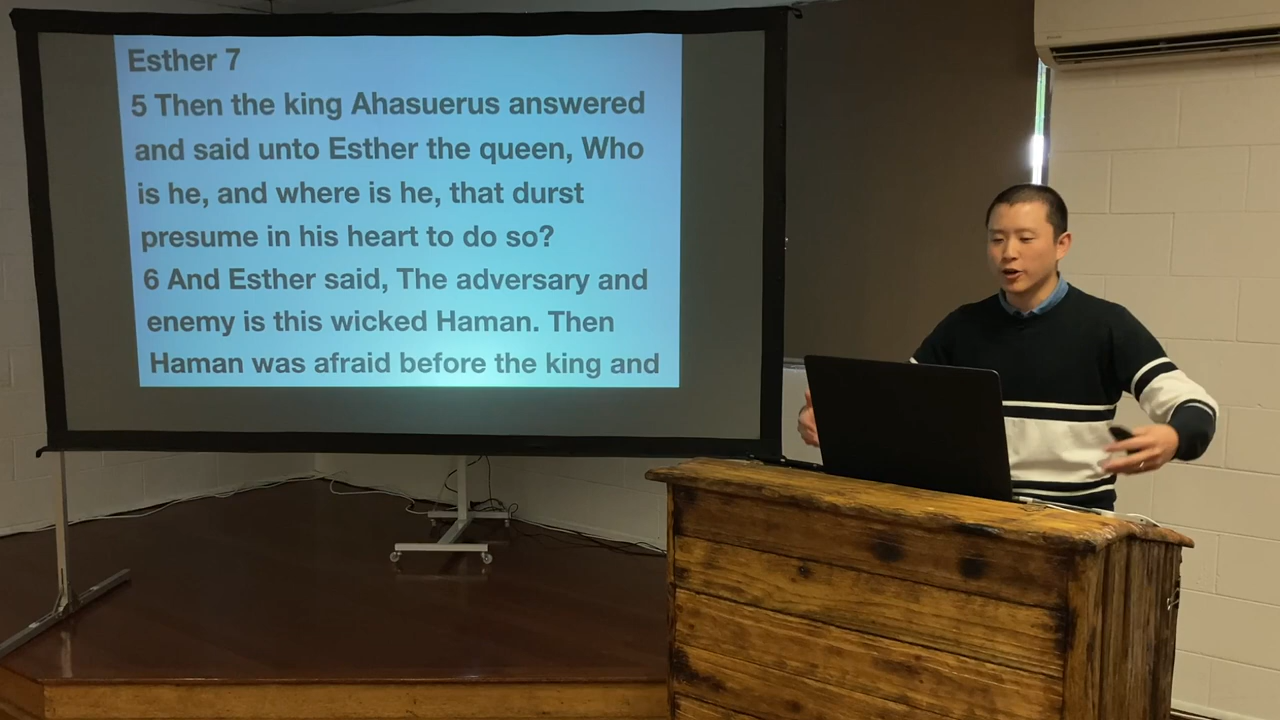 Esther 7
5 Then the king Ahasuerus answered
and said unto Esther the queen, Who
is he, and where is he, that durst
presume in his heart to do so?
6 And Esther said, The adversary and
enemy is this wicked Haman. Then
Haman was afraid before the king and